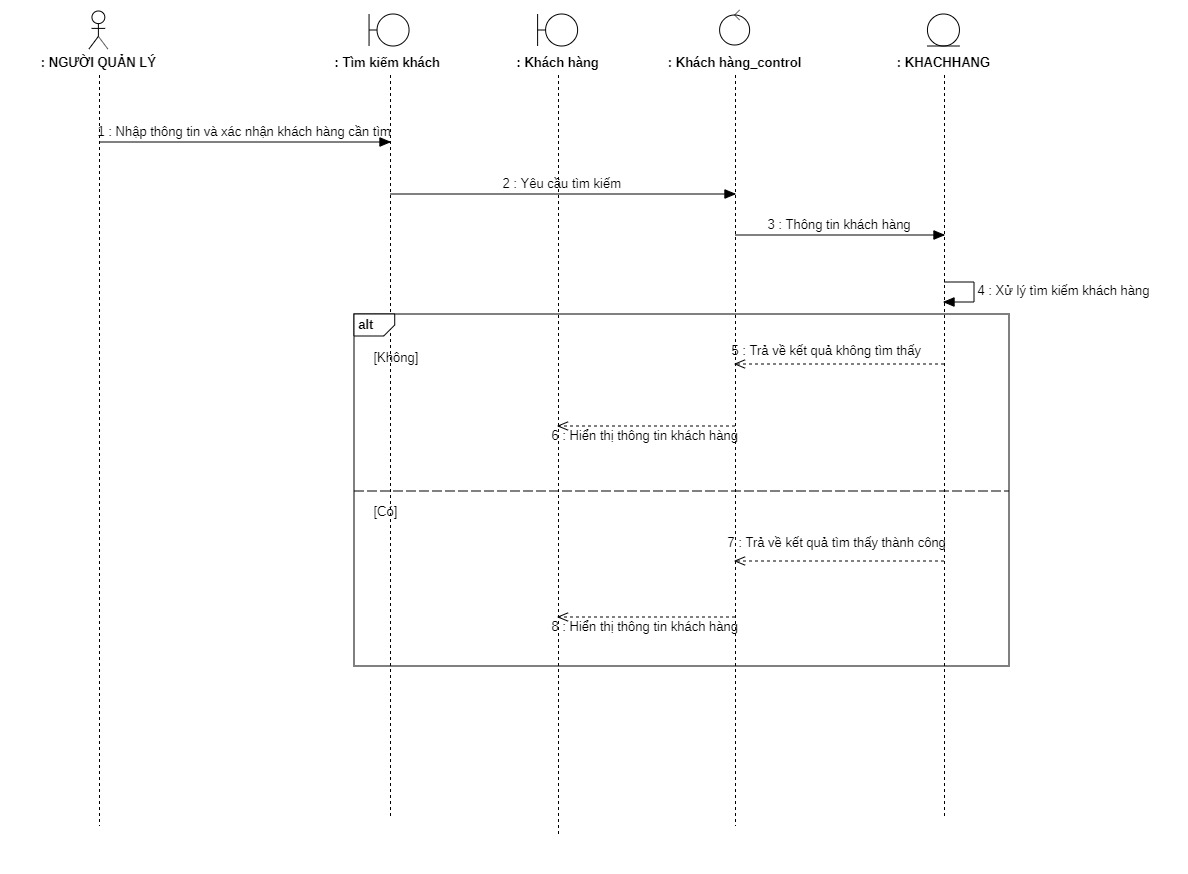 : NGƯỜI QUẢN LÝ
: Tìm kiếm khách
: Khách hàng
: Khách hàng_control
: KHACHHANG
1 : Nhập thông tin và xác nhận khách hàng cần tìm
2 : Yêu cầu tìm kiếm
3 : Thông tin khách hàng
4 : Xử lý tìm kiếm khách hàng
alt
[Không]
5 : Trả về kết quả không tìm thấy
6 : Hiển thị thông tin khách hàng
[Có]
7 : Trả về kết quả tìm thấy thành công
8 : Hiển thị thông tin khách hàng